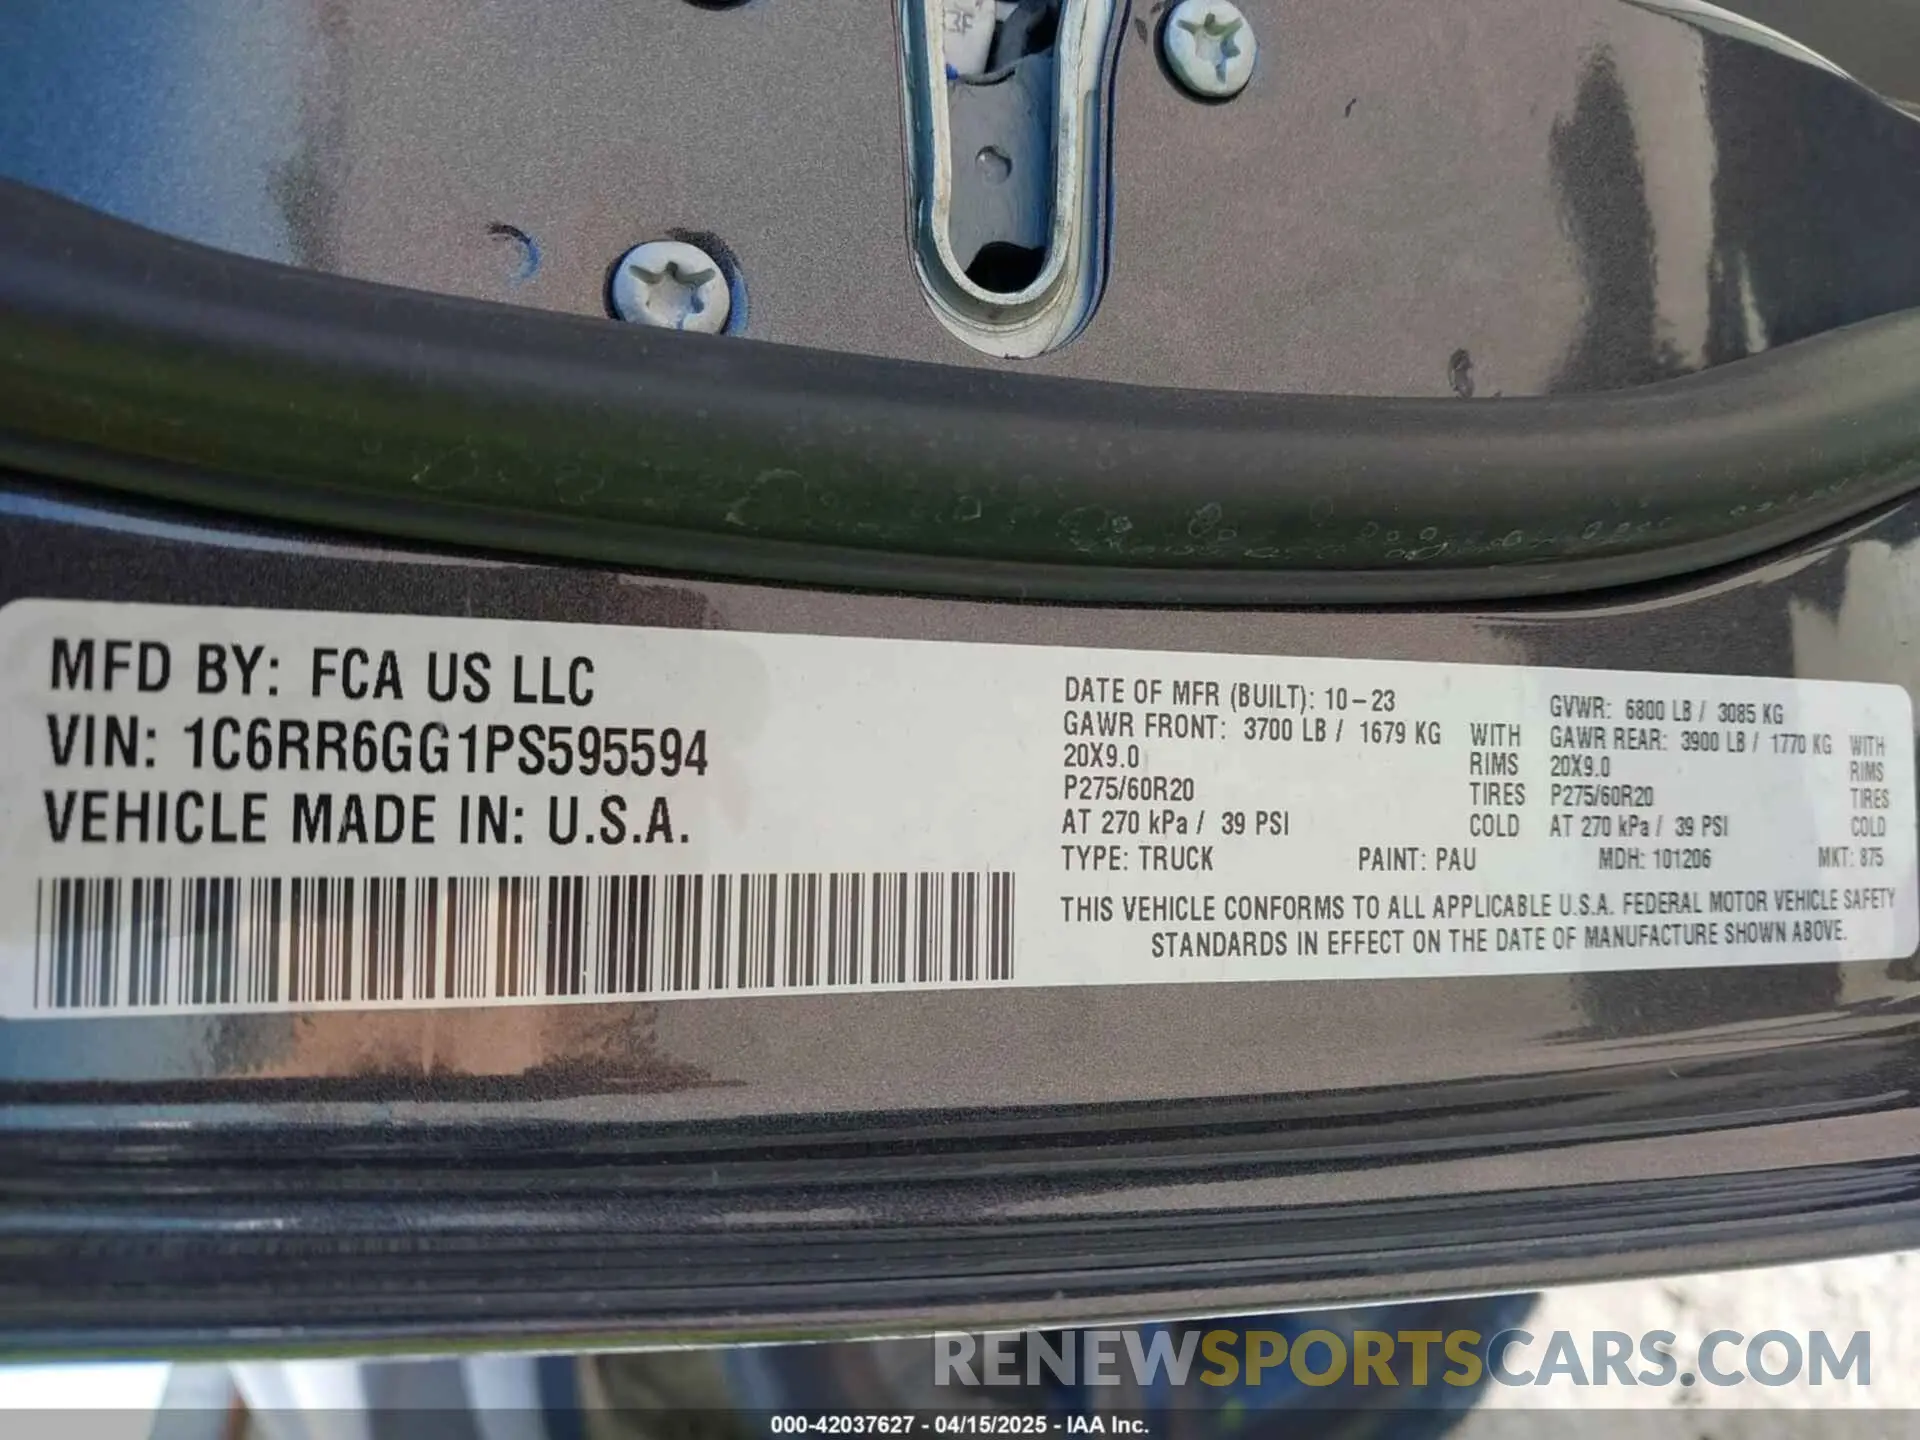 3F
MFD BY: FCA US LLC
VIN: 1C6RR6GG1PS595594
VEHICLE MADE IN: U.S.A.
DATE OF MFR (BUILT): 10-23
GVWR: 6800 LB / 3085 KG
GAWR FRONT: 3700 LB / 1679 KG WITH
GAWR REAR: 3900 LB / 1770 KG WITH
20X9.0 RIMS
20X9.0 RIMS
P275/60R20 TIRES
P275/60R20 TIRES
AT 270 kPa / 39 PSI COLD
AT 270 kPa / 39 PSI COLD
TYPE: TRUCK PAINT: PAU MDH: 101206 MKT: 875
THIS VEHICLE CONFORMS TO ALL APPLICABLE U.S.A. FEDERAL MOTOR VEHICLE SAFETY
STANDARDS IN EFFECT ON THE DATE OF MANUFACTURE SHOWN ABOVE.
RENEWSPORTSCARS.COM
000-42037627 - 04/15/2025 - IAA Inc.